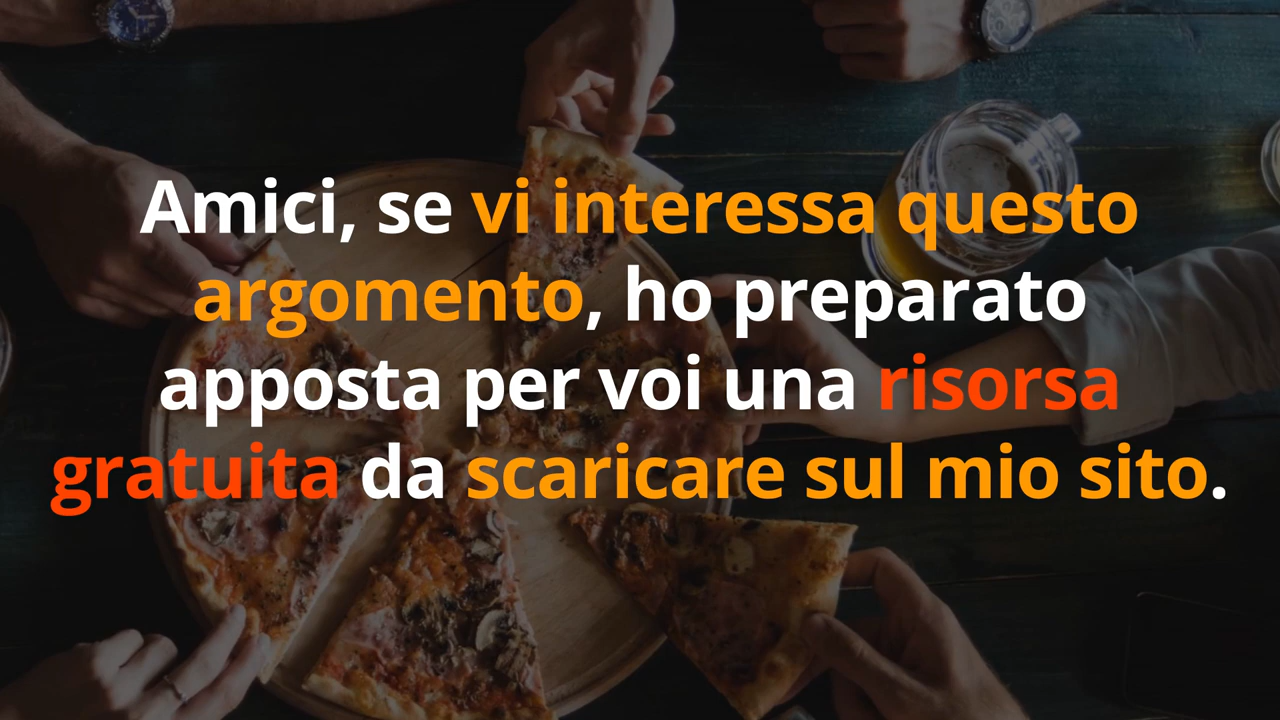 Amici, se vi interessa questo
argomento, ho preparato
apposta per voi una risorsa
gratuita da scaricare sul mio sito.